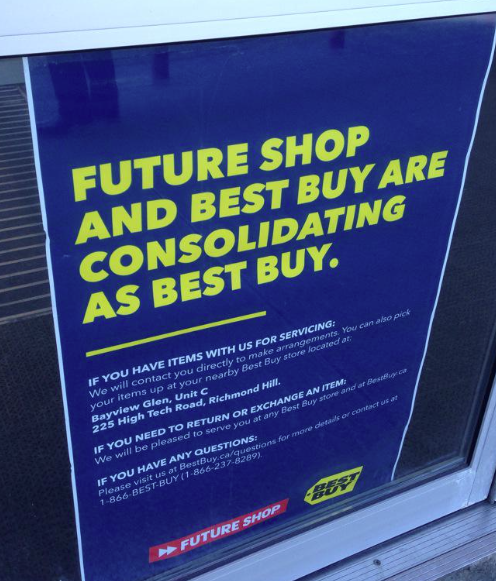 FUTURE SHOP
AND BEST BUY ARE
CONSOLIDATING
AS BEST BUY.
IF YOU HAVE ITEMS WITH US FOR SERVICING:
We will contact you directly to make arrangements. You can also pick
your items up at your nearby Best Buy store located at:
Bayview Glen, Unit C
225 High Tech Road, Richmond Hill.
IF YOU NEED TO RETURN OR EXCHANGE AN ITEM:
We will be pleased to serve you at any Best Buy store and at BestBuy.ca
IF YOU HAVE ANY QUESTIONS:
Please visit us at BestBuy.ca/questions for more details or contact us at
1-866-BEST-BUY (1-866-237-8289).
FUTURE SHOP
BEST
BUY